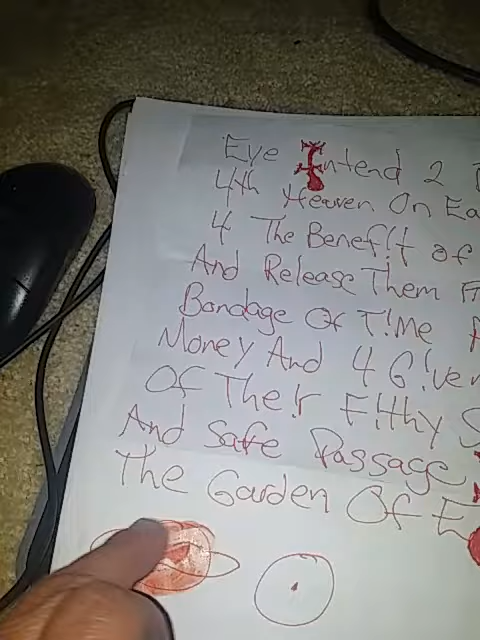 Eye Intend 2
4th Heaven On Ea
4 The Benef!t of
And Release Them F
Bondage Of T!me
Money And 4 G!ver
Of The!r F!lthy S
And Safe Passage
The Garden Of E